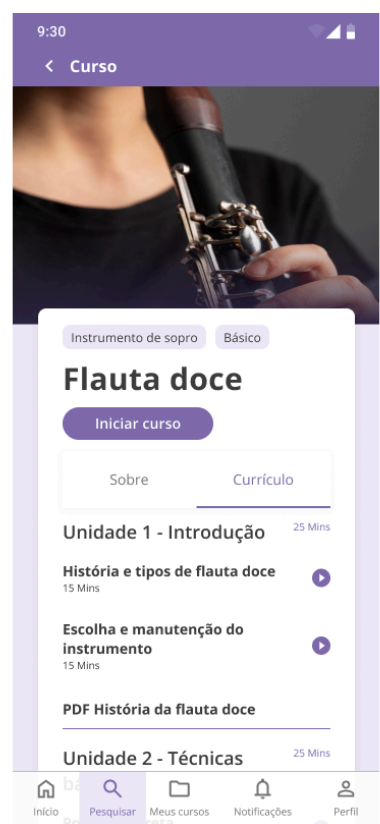 9:30
Curso
Instrumento de sopro Básico
Flauta doce
Iniciar curso
Sobre Currículo
Unidade 1 - Introdução 25 Mins
História e tipos de flauta doce
15 Mins
Escolha e manutenção do
instrumento
15 Mins
PDF História da flauta doce
Unidade 2 - Técnicas 25 Mins
Início Pesquisar Meus cursos Notificações Perfil